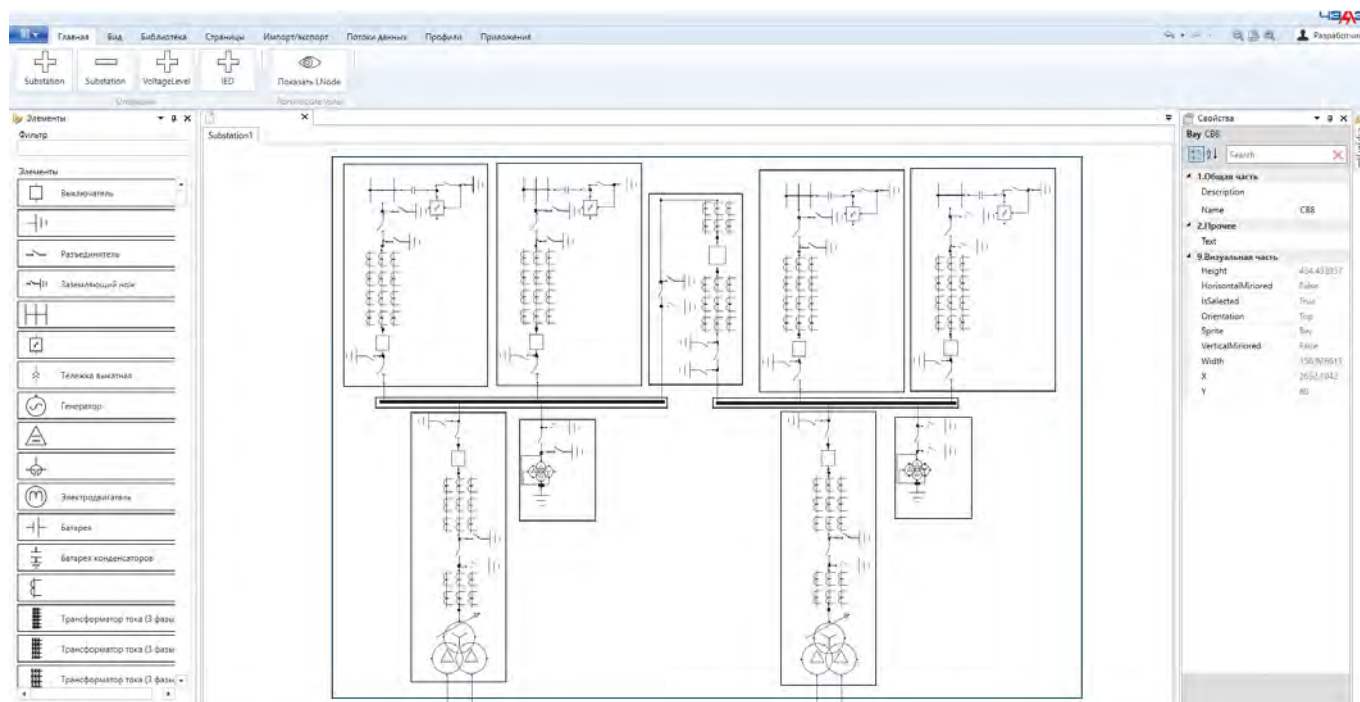 ЧЭАЗ
Главная Вид Библиотека Страницы Импорт/экспорт Потоки данных Профили Приложения
Разработчик
Substation Substation VoltageLevel IED Показать LNode
Элементы
Фильтр
Элементы
Выключатель
Разъединитель
Заземляющий нож
Тележка выкатная
Генератор
Электродвигатель
Батарея
Батарея конденсаторов
Трансформатор тока (3 фазы
Трансформатор тока (3 фазы
Трансформатор тока (3 фазы
Substation1
Свойства
Bay CB8
Search
1.Общая часть
Description
Name CB8
2.Прочее
Text
9.Визуальная часть
Height
HorisontalMirrored False
IsSelected True
Orientation Top
Sprite Bay
VerticalMirrored False
Width
X
Y 80